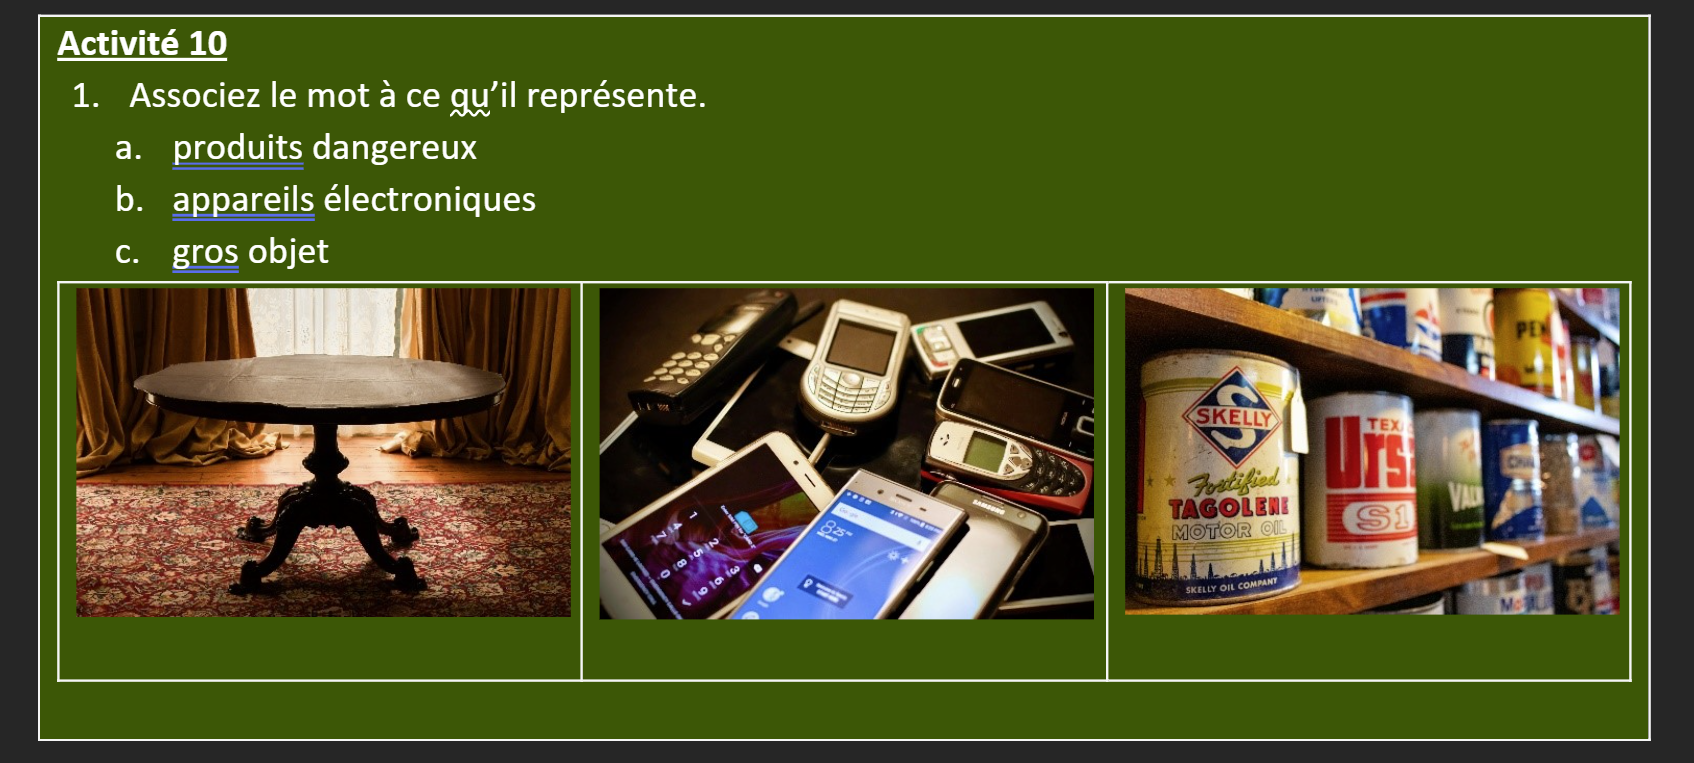 Activité 10
1. Associez le mot à ce qu’il représente.
a. produits dangereux
b. appareils électroniques
c. gros objet
SKELLY
S
Fortified
TAGOLENE
MOTOR OIL
SKELLY OIL COMPANY
Urs
S1